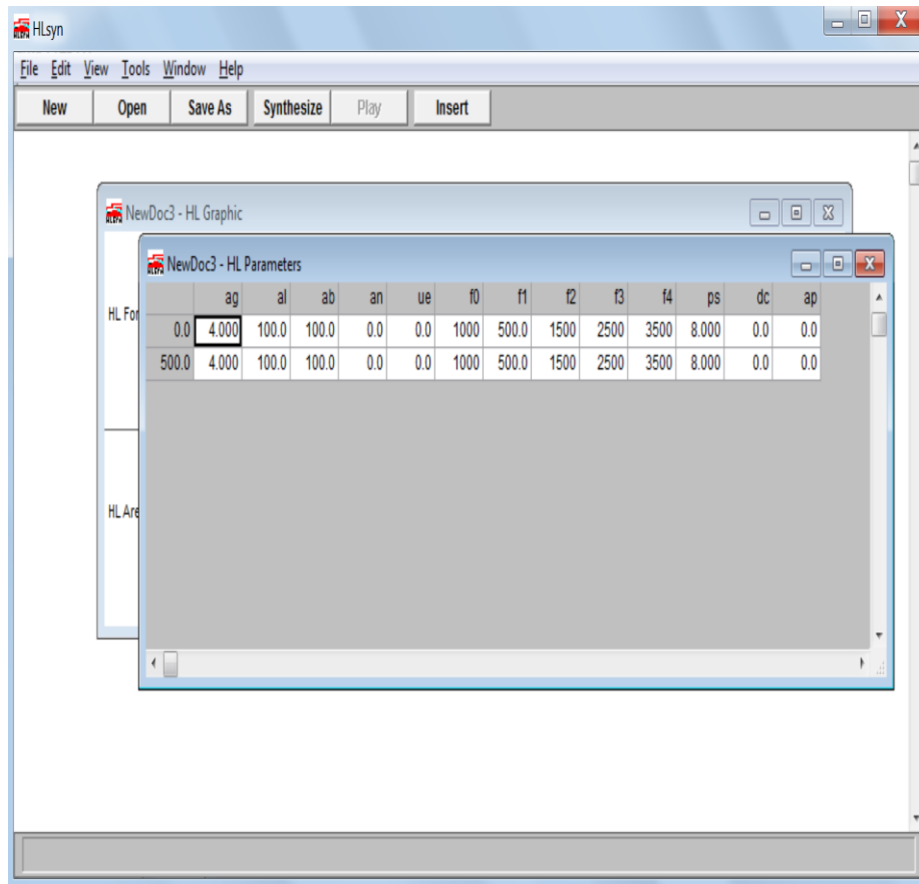 HLsyn
File Edit View Tools Window Help
New Open Save As Synthesize Play Insert
NewDoc3 - HL Graphic
NewDoc3 - HL Parameters
HL For
HL Are
ag al ab an ue f0 f1 f2 f3 f4 ps dc ap
0.0 4.000 100.0 100.0 0.0 0.0 1000 500.0 1500 2500 3500 8.000 0.0 0.0
500.0 4.000 100.0 100.0 0.0 0.0 1000 500.0 1500 2500 3500 8.000 0.0 0.0